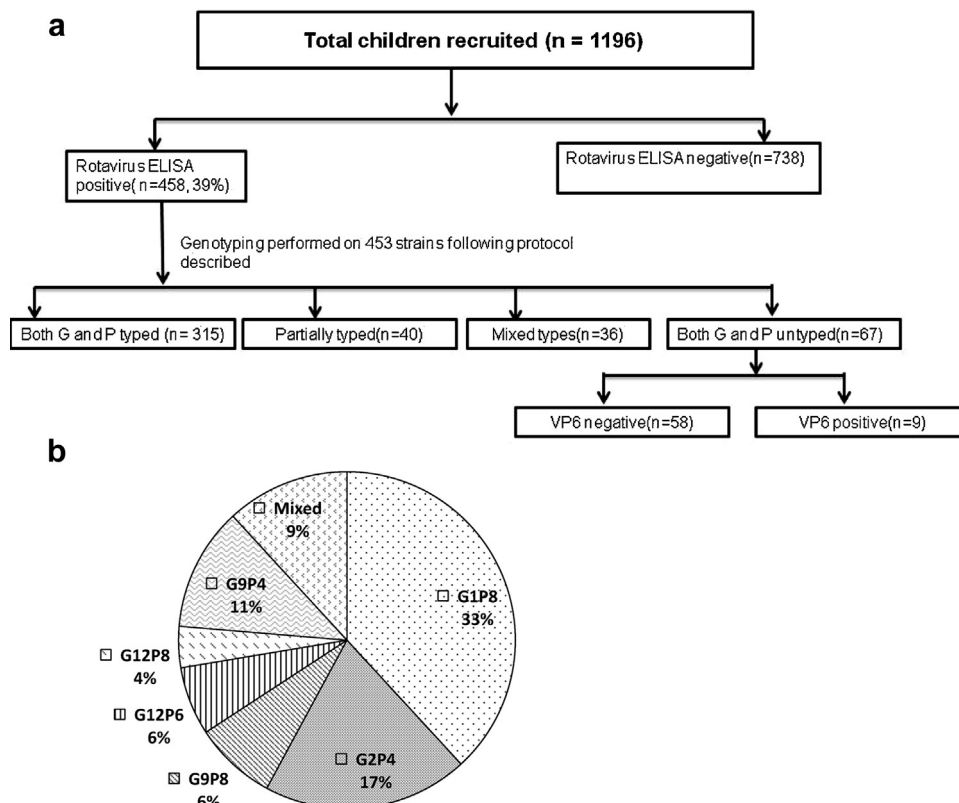 a
Total children recruited (n = 1196)
Rotavirus ELISA
positive( n=458, 39%)
Rotavirus ELISA negative(n=738)
Genotyping performed on 453 strains following protocol
described
Both G and P typed (n= 315)
Partially typed(n=40)
Mixed types(n=36)
Both G and P untyped(n=67)
VP6 negative(n=58)
VP6 positive(n=9)
b
Mixed
9%
G1P8
33%
G9P4
11%
G12P8
4%
G12P6
6%
G2P4
17%
G9P8
6%